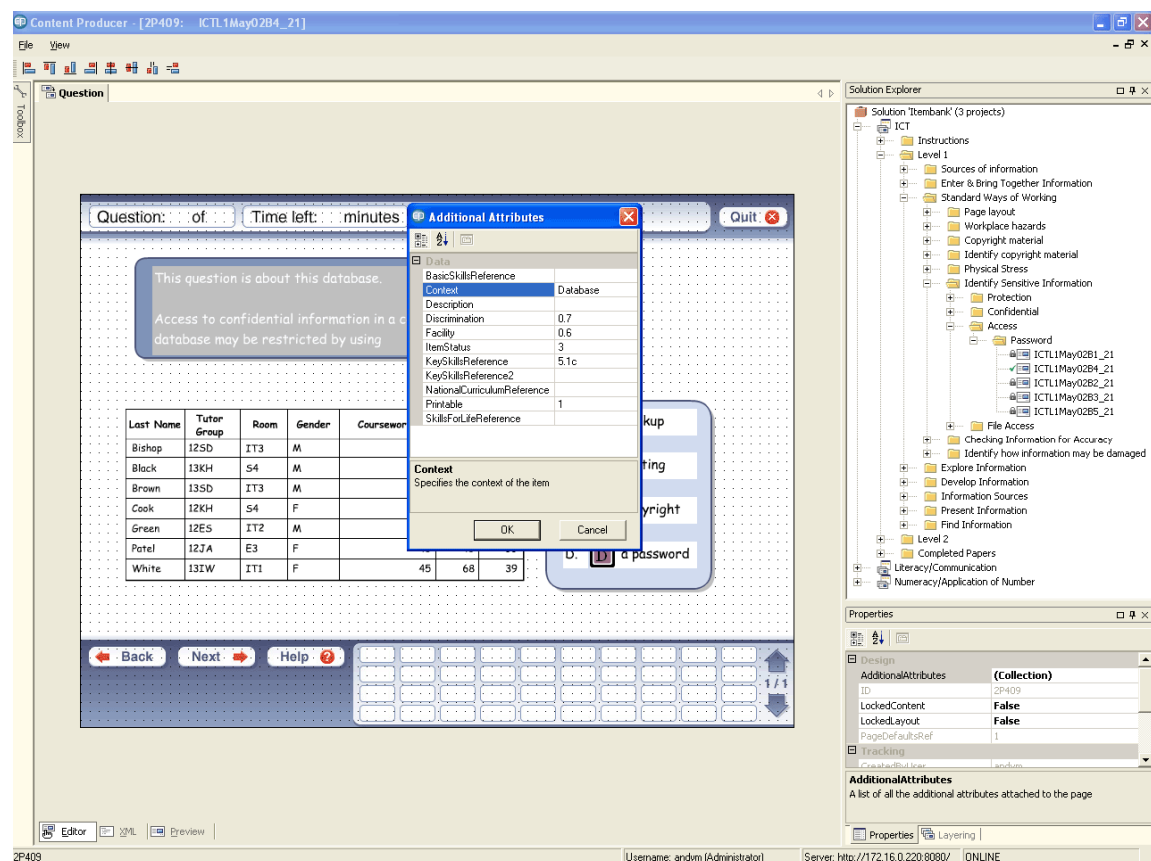 Content Producer - [2P409: ICTL1May02B4_21]
File View
Toolbox
Question
Question: of Time left: minutes Quit
This question is about this database.
Access to confidential information in a c
database may be restricted by using
Last Name Tutor Group Room Gender Coursewor
Bishop 12SD IT3 M
Black 13KH S4 M
Brown 13SD IT3 M
Cook 12KH S4 F
Green 12ES IT2 M
Patel 12JA E3 F
White 13IW IT1 F 45 68 39
kup
ting
yright
D. D a password
Back Next Help ?
1/1
Additional Attributes
Data
BasicSkillsReference
Context Database
Description
Discrimination 0.7
Facility 0.6
ItemStatus 3
KeySkillsReference 5.1c
KeySkillsReference2
NationalCurriculumReference
Printable 1
SkillsForLifeReference
Context
Specifies the context of the item
OK Cancel
Solution Explorer
Solution 'Itembank' (3 projects)
ICT
Instructions
Level 1
Sources of information
Enter & Bring Together Information
Standard Ways of Working
Page layout
Workplace hazards
Copyright material
Identify copyright material
Physical Stress
Identify Sensitive Information
Protection
Confidential
Access
Password
ICTL1May02B1_21
ICTL1May02B4_21
ICTL1May02B2_21
ICTL1May02B3_21
ICTL1May02B5_21
File Access
Checking Information for Accuracy
Identify how information may be damaged
Explore Information
Develop Information
Information Sources
Present Information
Find Information
Level 2
Completed Papers
Literacy/Communication
Numeracy/Application of Number
Properties
Design
AdditionalAttributes (Collection)
ID 2P409
LockedContent False
LockedLayout False
PageDefaultsRef 1
Tracking
CreatedByUser andym
AdditionalAttributes
A list of all the additional attributes attached to the page
Properties Layering
Editor XML Preview
2P409 Username: andym (Administrator) Server: http://172.16.0.220:8080/ ONLINE